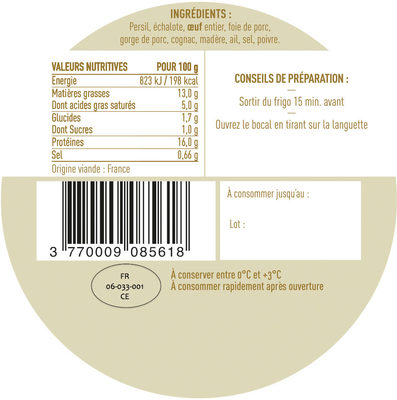 INGRÉDIENTS :
Persil, échalote, œuf entier, foie de porc,
gorge de porc, cognac, madère, ail, sel, poivre.
VALEURS NUTRITIVES POUR 100 g
Energie 823 kJ / 198 kcal
Matières grasses 13,0 g
Dont acides gras saturés 5,0 g
Glucides 1,7 g
Dont Sucres 1,0 g
Protéines 16,0 g
Sel 0,66 g
Origine viande : France
CONSEILS DE PRÉPARATION :
Sortir du frigo 15 min. avant
Ouvrez le bocal en tirant sur la languette
3 770009 085618
À consommer jusqu'au :
Lot :
FR
06-033-001
CE
À conserver entre 0°C et +3°C
À consommer rapidement après ouverture